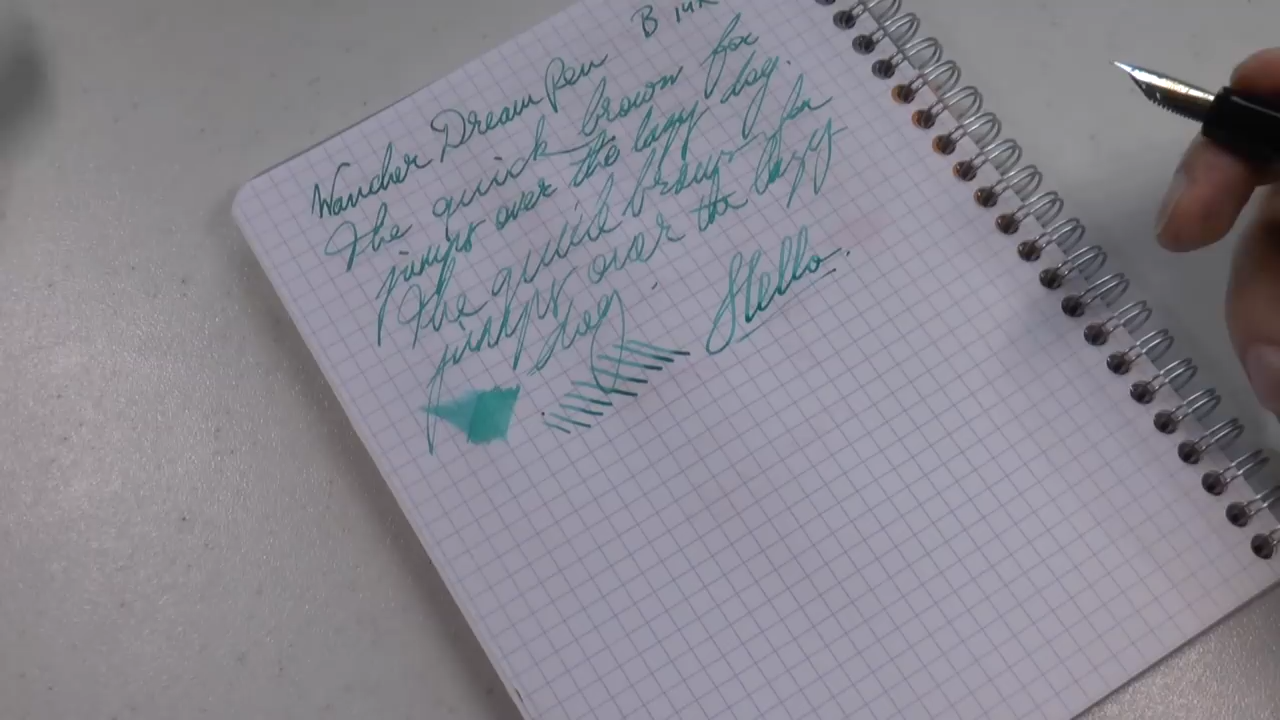 Wancher Dream Pen B 14K
The quick brown fox
jumps over the lazy dog.
The quick brown fox
jumps over the lazy
dog
Hello.